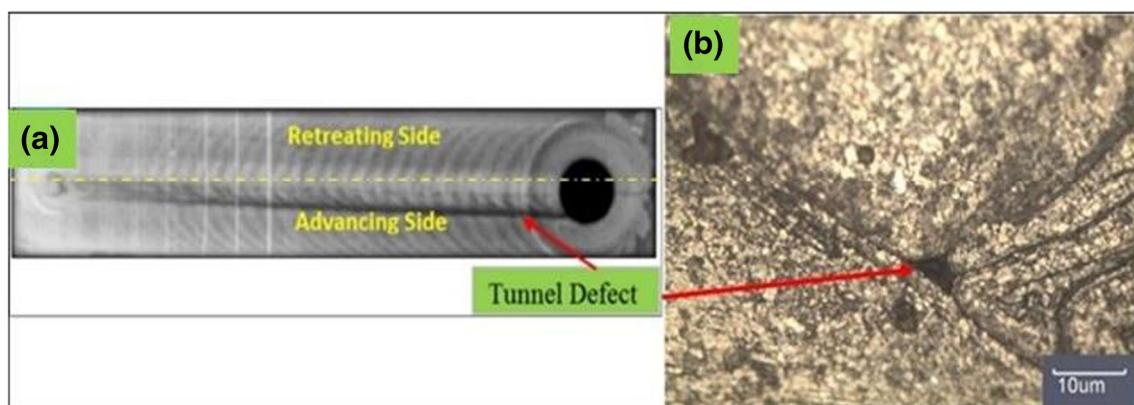 (a)
Retreating Side
Advancing Side
Tunnel Defect
(b)
10um